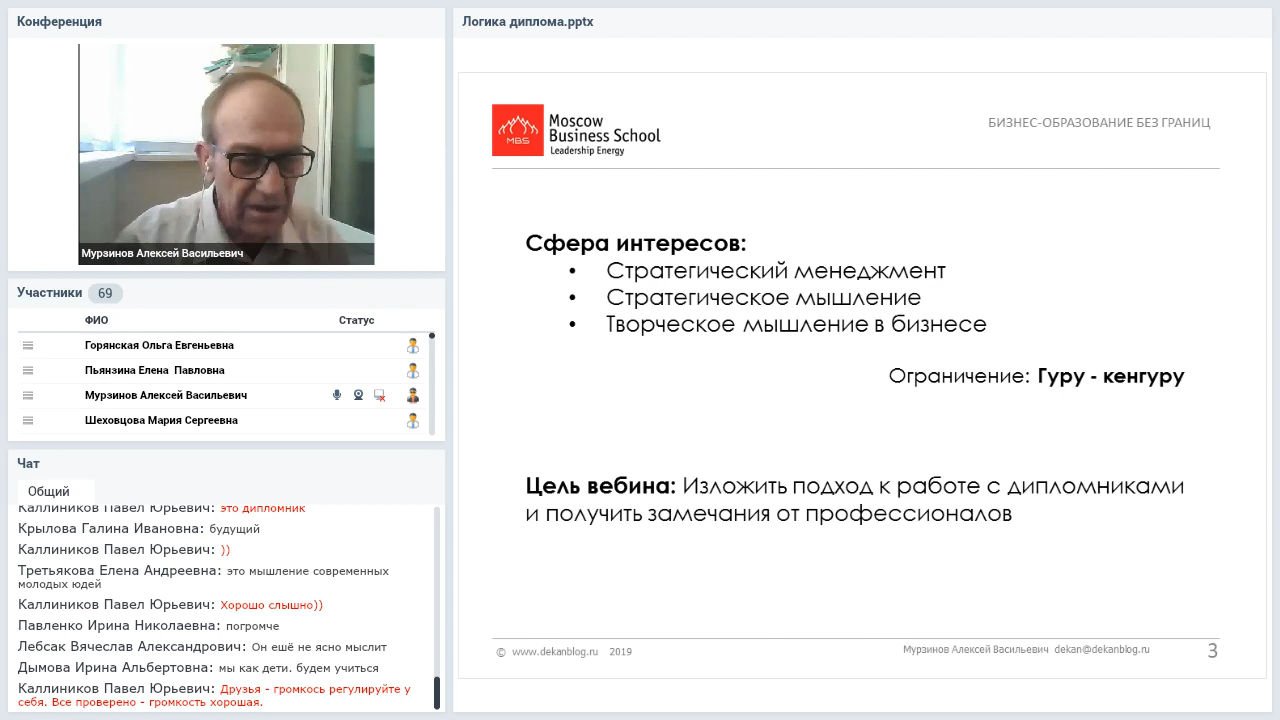 Конференция
Мурзинов Алексей Васильевич
Участники 69
ФИО Статус
Горянская Ольга Евгеньевна
Пьянзина Елена Павловна
Мурзинов Алексей Васильевич
Шеховцова Мария Сергеевна
Чат
Общий
Каллиников Павел Юрьевич: это дипломник
Крылова Галина Ивановна: будущий
Каллиников Павел Юрьевич: ))
Третьякова Елена Андреевна: это мышление современных
молодых юдей
Каллиников Павел Юрьевич: Хорошо слышно))
Павленко Ирина Николаевна: погромче
Лебсак Вячеслав Александрович: Он ешё не ясно мыслит
Дымова Ирина Альбертовна: мы как дети. будем учиться
Каллиников Павел Юрьевич: Друзья - громкось регулируйте у
себя. Все проверено - громкость хорошая.
Логика диплома.pptx
MBS
Moscow
Business School
Leadership Energy
БИЗНЕС-ОБРАЗОВАНИЕ БЕЗ ГРАНИЦ
Сфера интересов:
• Стратегический менеджмент
• Стратегическое мышление
• Творческое мышление в бизнесе
Ограничение: Гуру - кенгуру
Цель вебина: Изложить подход к работе с дипломниками
и получить замечания от профессионалов
© www.dekanblog.ru 2019
Мурзинов Алексей Васильевич dekan@dekanblog.ru
3